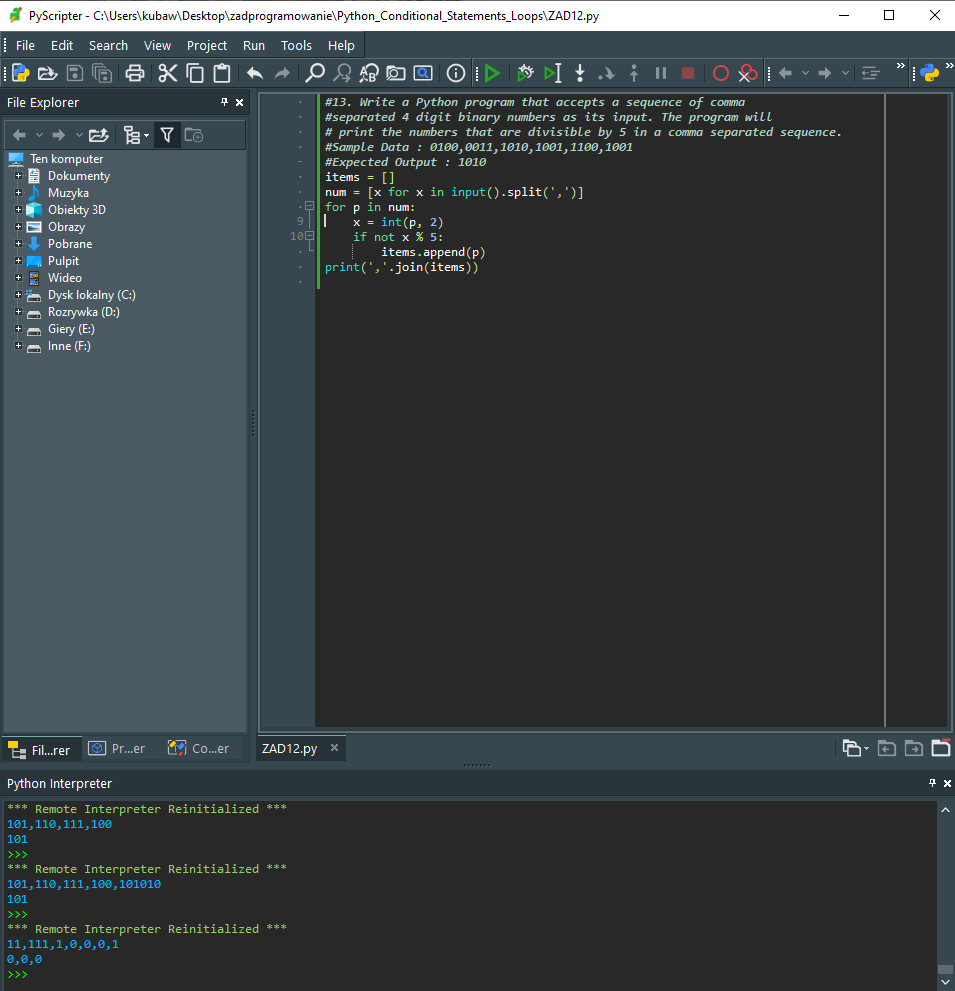 PyScripter - C:\Users\kubaw\Desktop\zadprogramowanie\Python_Conditional_Statements_Loops\ZAD12.py
File Edit Search View Project Run Tools Help
File Explorer
Ten komputer
Dokumenty
Muzyka
Obiekty 3D
Obrazy
Pobrane
Pulpit
Wideo
Dysk lokalny (C:)
Rozrywka (D:)
Giery (E:)
Inne (F:)
Fil...rer Pr...er Co...er
#13. Write a Python program that accepts a sequence of comma
#separated 4 digit binary numbers as its input. The program will
# print the numbers that are divisible by 5 in a comma separated sequence.
#Sample Data : 0100,0011,1010,1001,1100,1001
#Expected Output : 1010
items = []
num = [x for x in input().split(',')]
for p in num:
9     x = int(p, 2)
10     if not x % 5:
        items.append(p)
print(','.join(items))
ZAD12.py
Python Interpreter
*** Remote Interpreter Reinitialized ***
101,110,111,100
101
>>>
*** Remote Interpreter Reinitialized ***
101,110,111,100,101010
101
>>>
*** Remote Interpreter Reinitialized ***
11,111,1,0,0,0,1
0,0,0
>>>